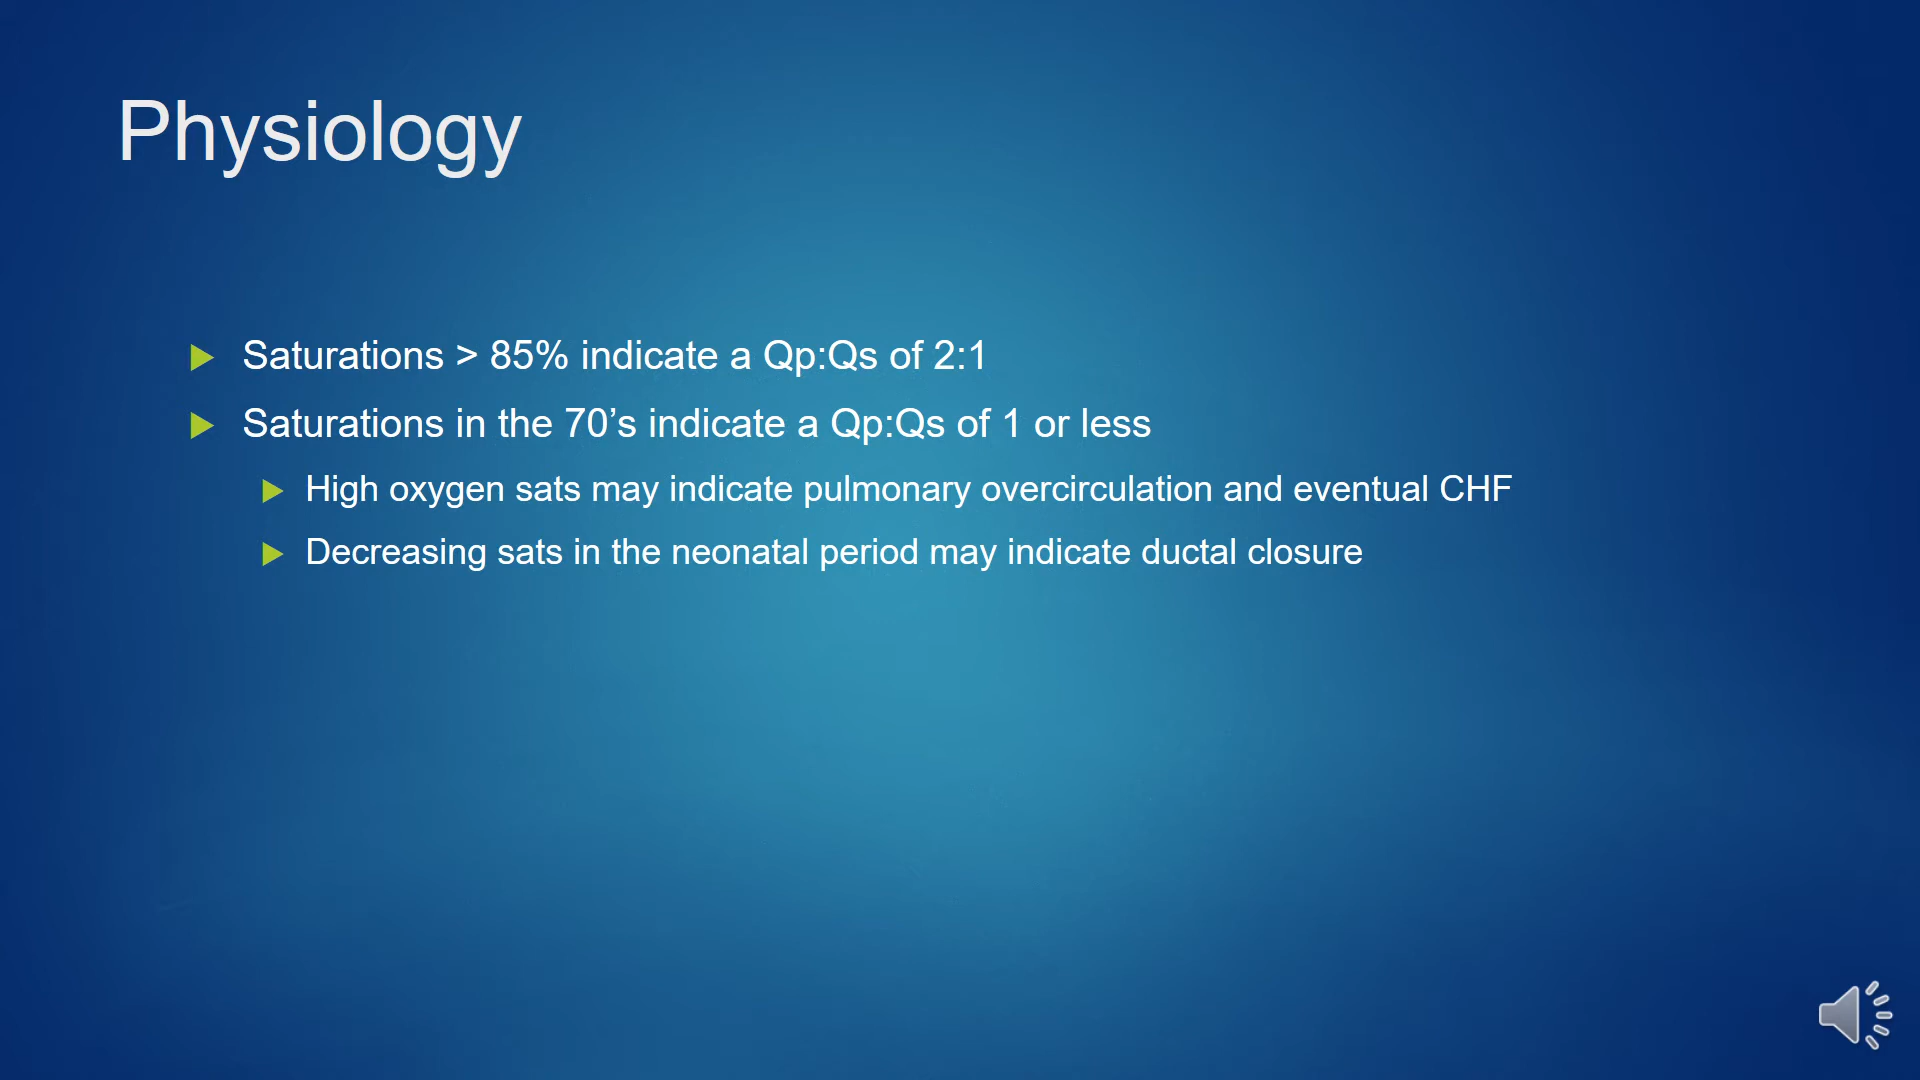 Physiology
Saturations > 85% indicate a Qp:Qs of 2:1
Saturations in the 70’s indicate a Qp:Qs of 1 or less
High oxygen sats may indicate pulmonary overcirculation and eventual CHF
Decreasing sats in the neonatal period may indicate ductal closure